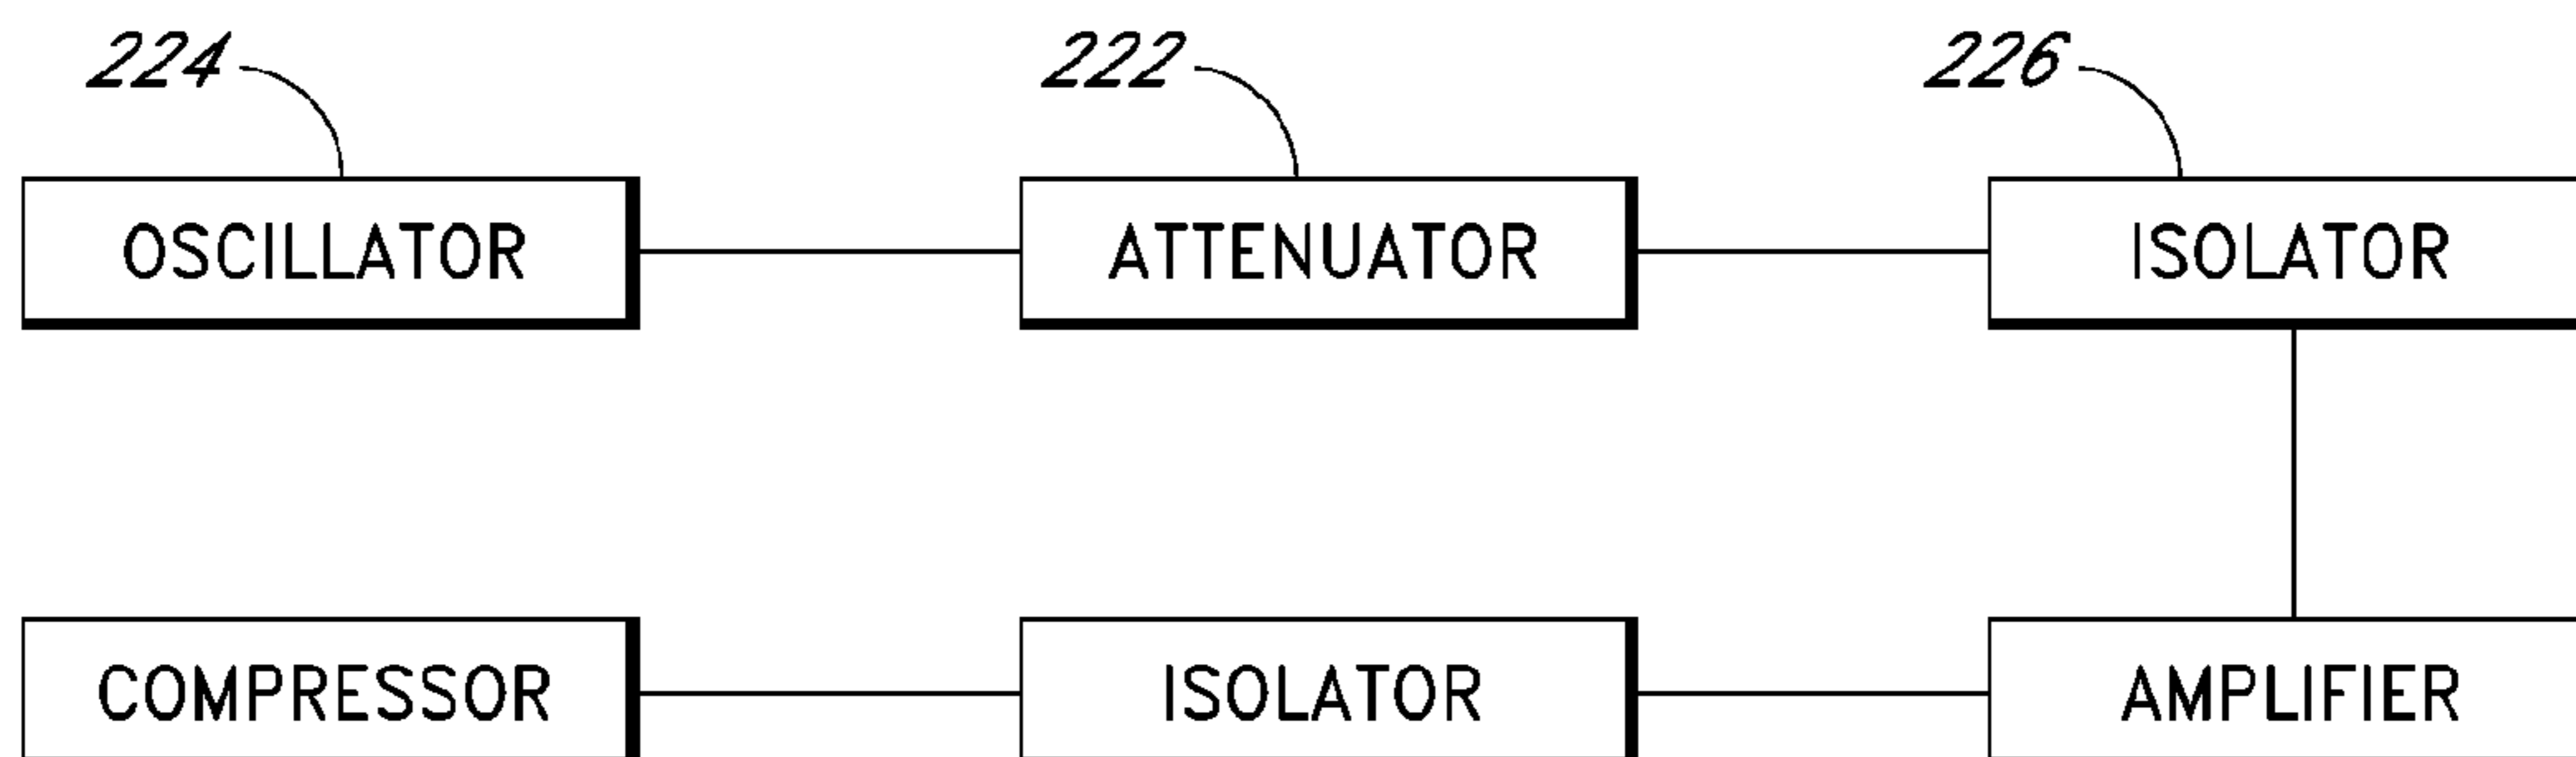 224 222 226
OSCILLATOR ATTENUATOR ISOLATOR
COMPRESSOR ISOLATOR AMPLIFIER